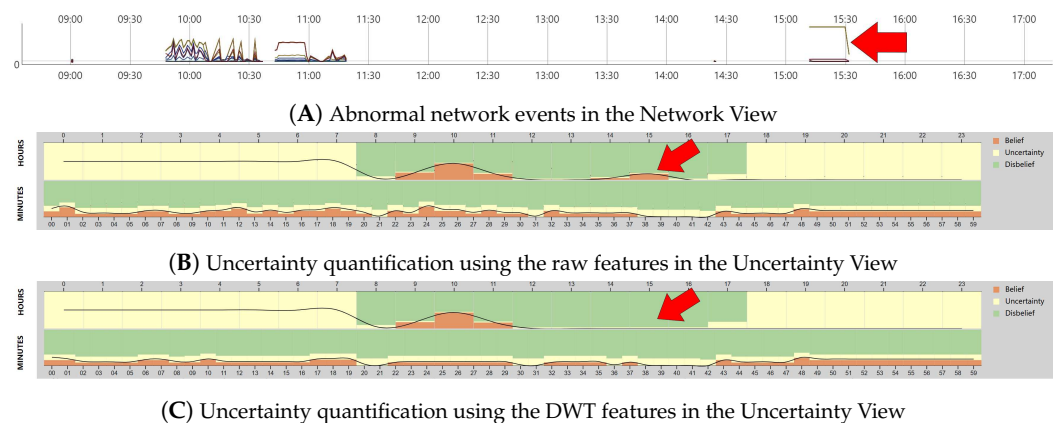 09:00 09:30 10:00 10:30 11:00 11:30 12:00 12:30 13:00 13:30 14:00 14:30 15:00 15:30 16:00 16:30 17:00
0
09:00 09:30 10:00 10:30 11:00 11:30 12:00 12:30 13:00 13:30 14:00 14:30 15:00 15:30 16:00 16:30 17:00
(A) Abnormal network events in the Network View
0 1 2 3 4 5 6 7 8 9 10 11 12 13 14 15 16 17 18 19 20 21 22 23
HOURS
Belief
Uncertainty
Disbelief
MINUTES
00 01 02 03 04 05 06 07 08 09 10 11 12 13 14 15 16 17 18 19 20 21 22 23 24 25 26 27 28 29 30 31 32 33 34 35 36 37 38 39 40 41 42 43 44 45 46 47 48 49 50 51 52 53 54 55 56 57 58 59
(B) Uncertainty quantification using the raw features in the Uncertainty View
0 1 2 3 4 5 6 7 8 9 10 11 12 13 14 15 16 17 18 19 20 21 22 23
HOURS
Belief
Uncertainty
Disbelief
MINUTES
00 01 02 03 04 05 06 07 08 09 10 11 12 13 14 15 16 17 18 19 20 21 22 23 24 25 26 27 28 29 30 31 32 33 34 35 36 37 38 39 40 41 42 43 44 45 46 47 48 49 50 51 52 53 54 55 56 57 58 59
(C) Uncertainty quantification using the DWT features in the Uncertainty View